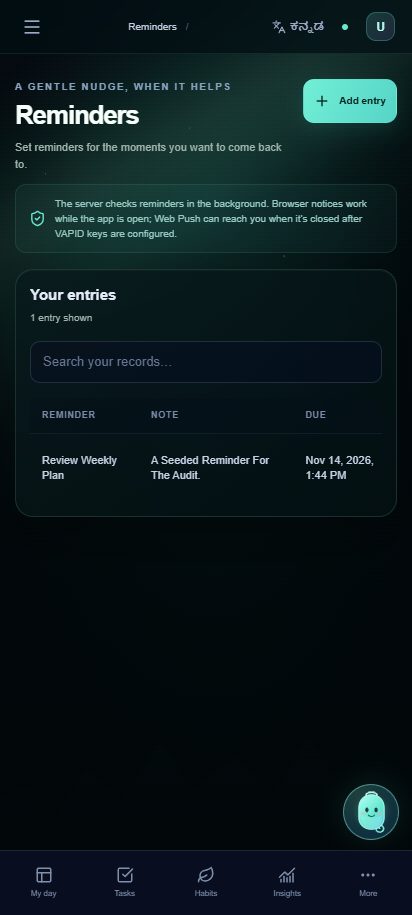 Reminders /
ಕನ್ನಡ
U
A GENTLE NUDGE, WHEN IT HELPS
Reminders
Add entry
Set reminders for the moments you want to come back
to.
The server checks reminders in the background. Browser notices work
while the app is open; Web Push can reach you when it's closed after
VAPID keys are configured.
Your entries
1 entry shown
Search your records...
REMINDER NOTE DUE
Review Weekly A Seeded Reminder For Nov 14, 2026,
Plan The Audit. 1:44 PM
My day Tasks Habits Insights More